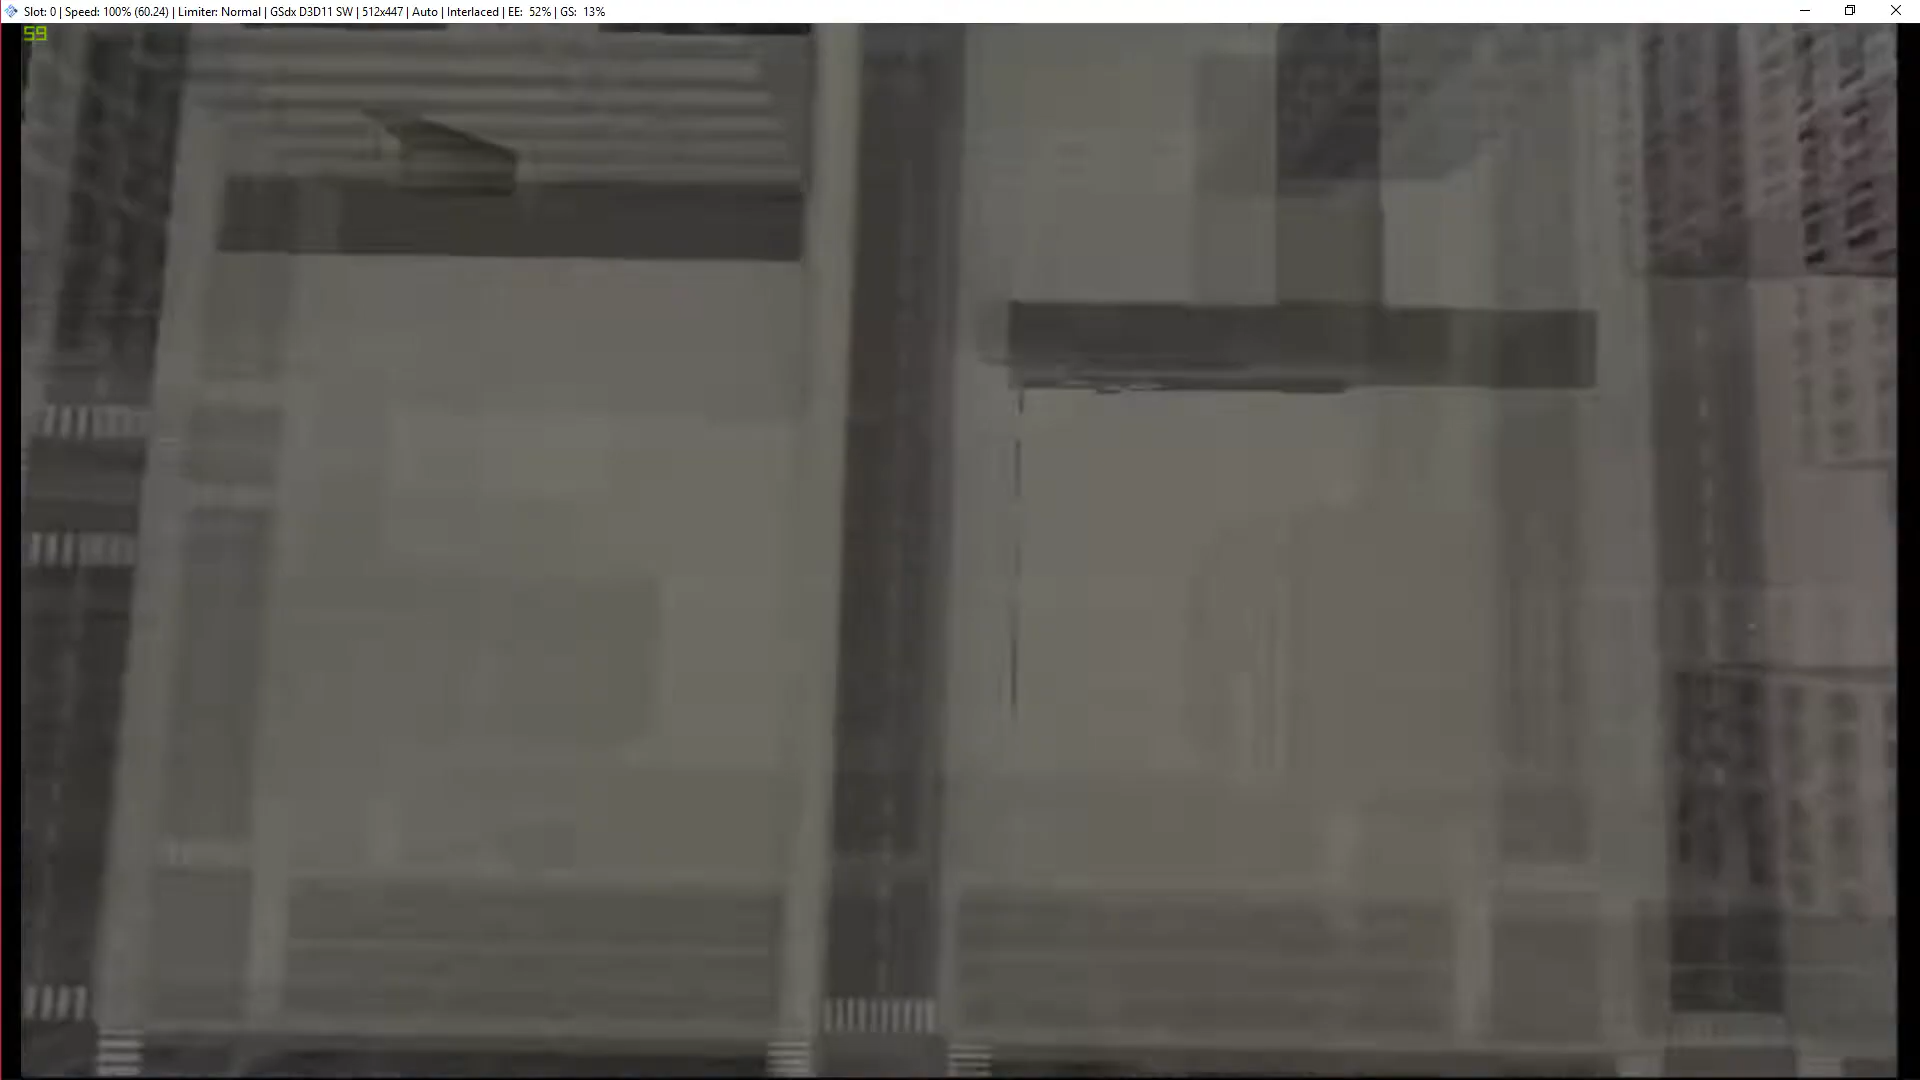 Slot: 0 | Speed: 100% (60.24) | Limiter: Normal | GSdx D3D11 SW | 512x447 | Auto | Interlaced | EE:  52% | GS:  13%
59